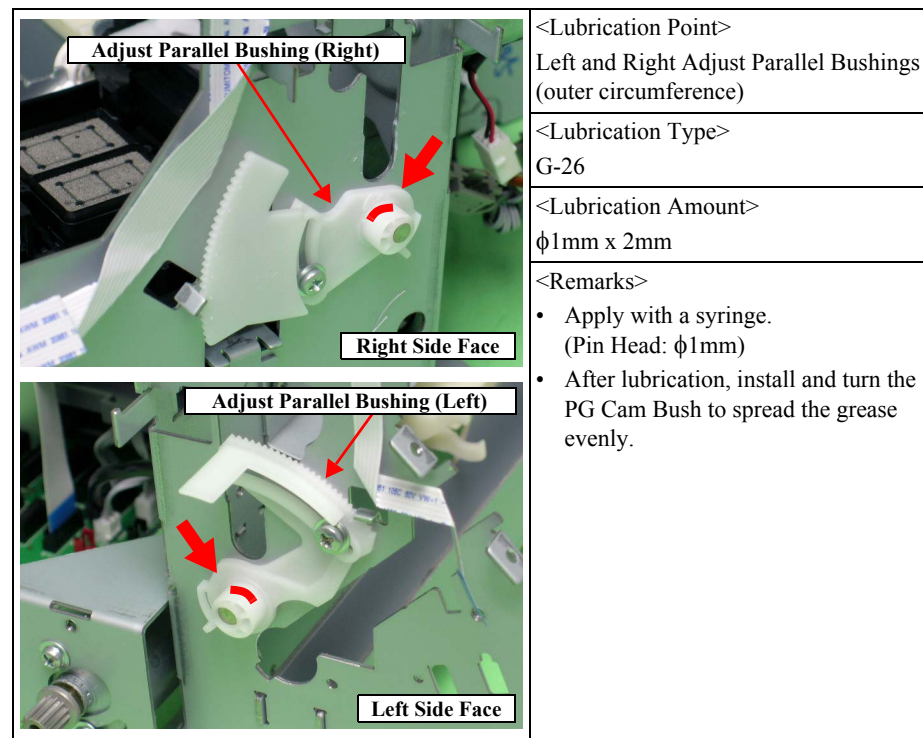 Adjust Parallel Bushing (Right)
Right Side Face
Adjust Parallel Bushing (Left)
Left Side Face
<Lubrication Point>
Left and Right Adjust Parallel Bushings
(outer circumference)
<Lubrication Type>
G-26
<Lubrication Amount>
ϕ1mm x 2mm
<Remarks>
• Apply with a syringe.
(Pin Head: ϕ1mm)
• After lubrication, install and turn the
PG Cam Bush to spread the grease
evenly.